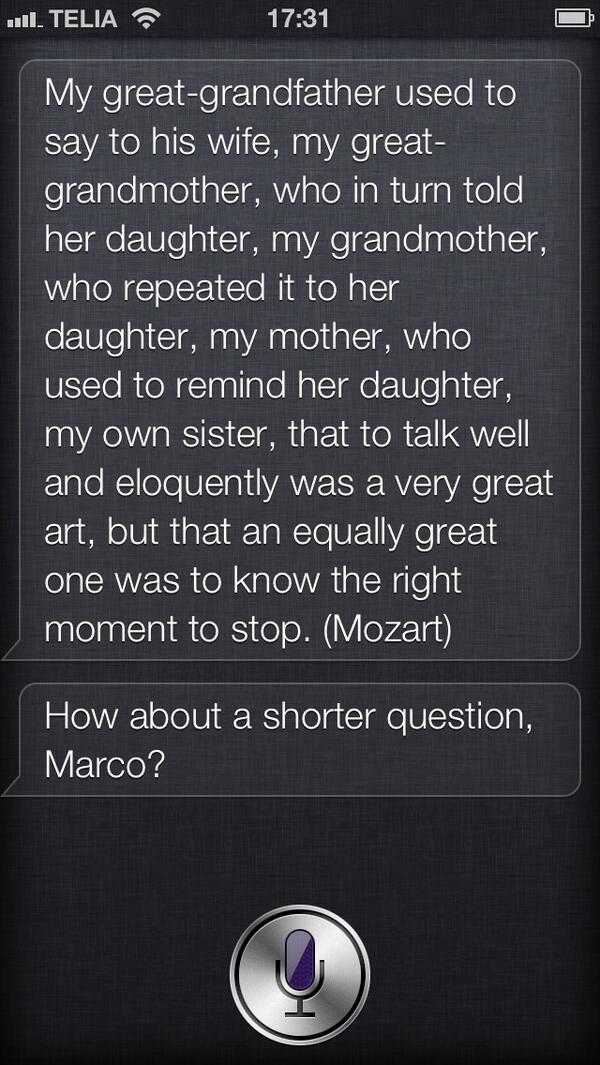 TELIA 17:31
My great-grandfather used to
say to his wife, my great-
grandmother, who in turn told
her daughter, my grandmother,
who repeated it to her
daughter, my mother, who
used to remind her daughter,
my own sister, that to talk well
and eloquently was a very great
art, but that an equally great
one was to know the right
moment to stop. (Mozart)
How about a shorter question,
Marco?